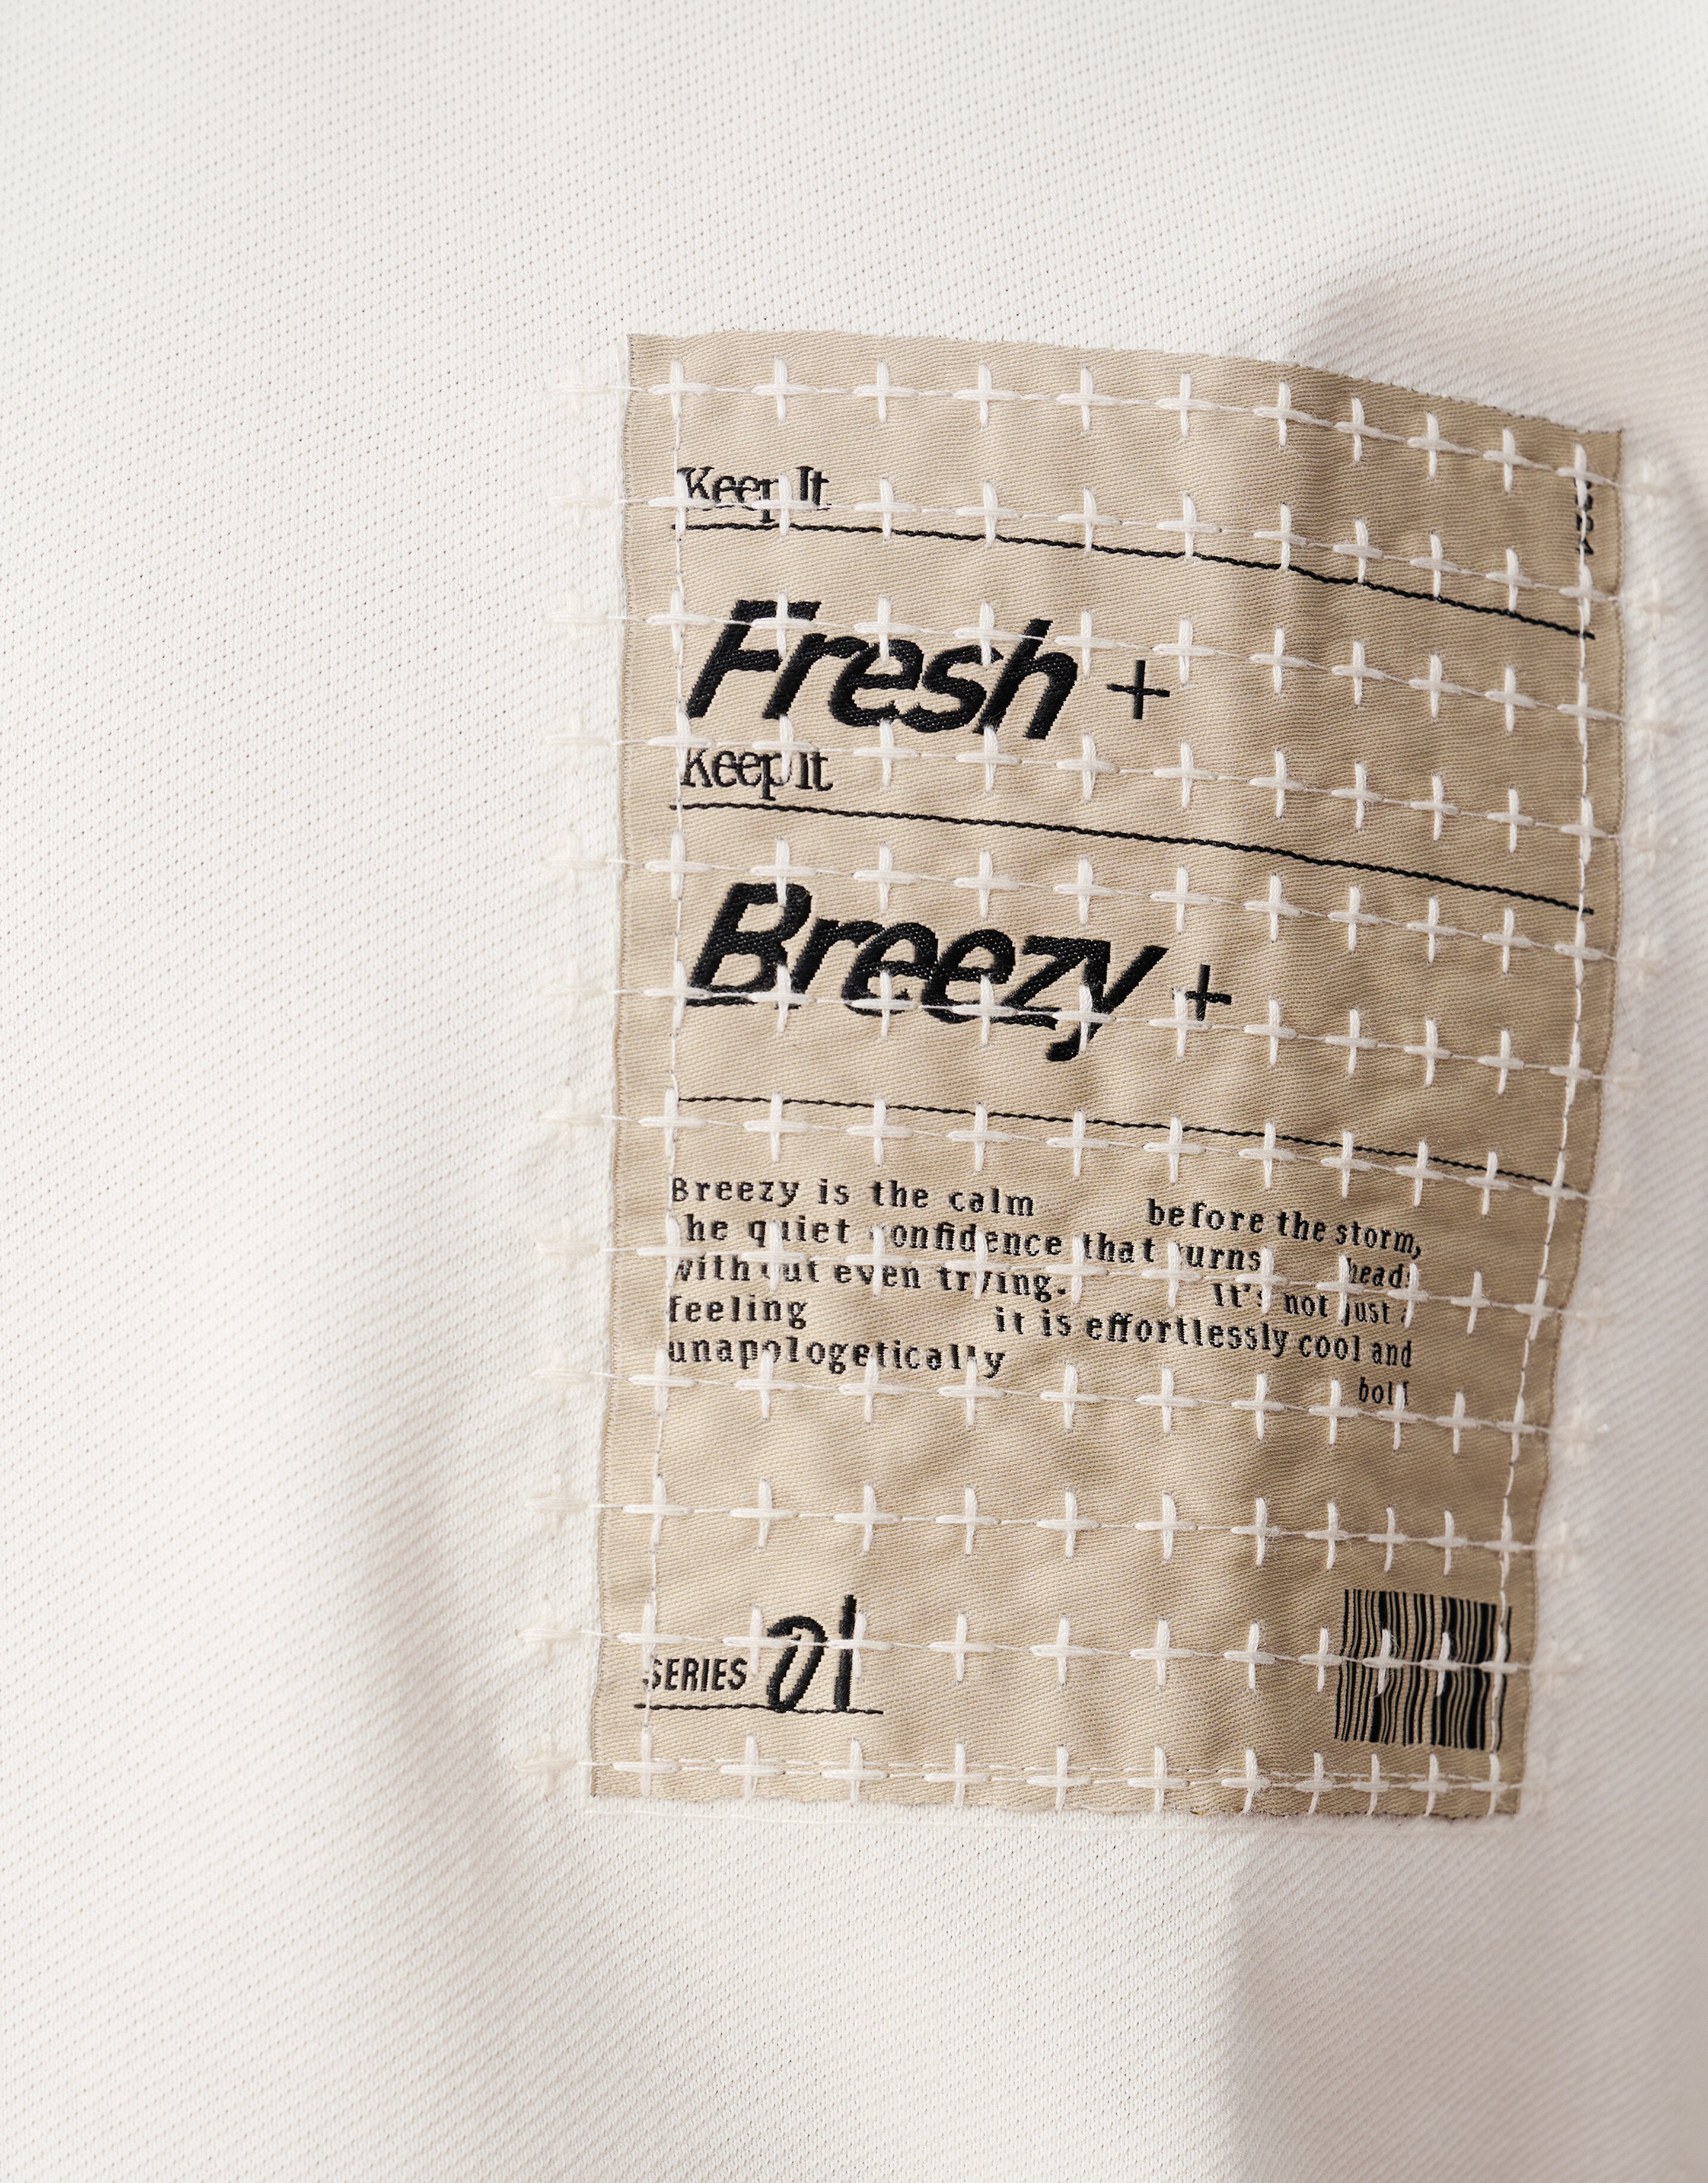 Keep It
Fresh +
Keep it
Breezy +
Breezy is the calm before the storm,
the quiet confidence that turns heads
without even trying. It's not just a
feeling it is effortlessly cool and
unapologetically
bold
SERIES 01